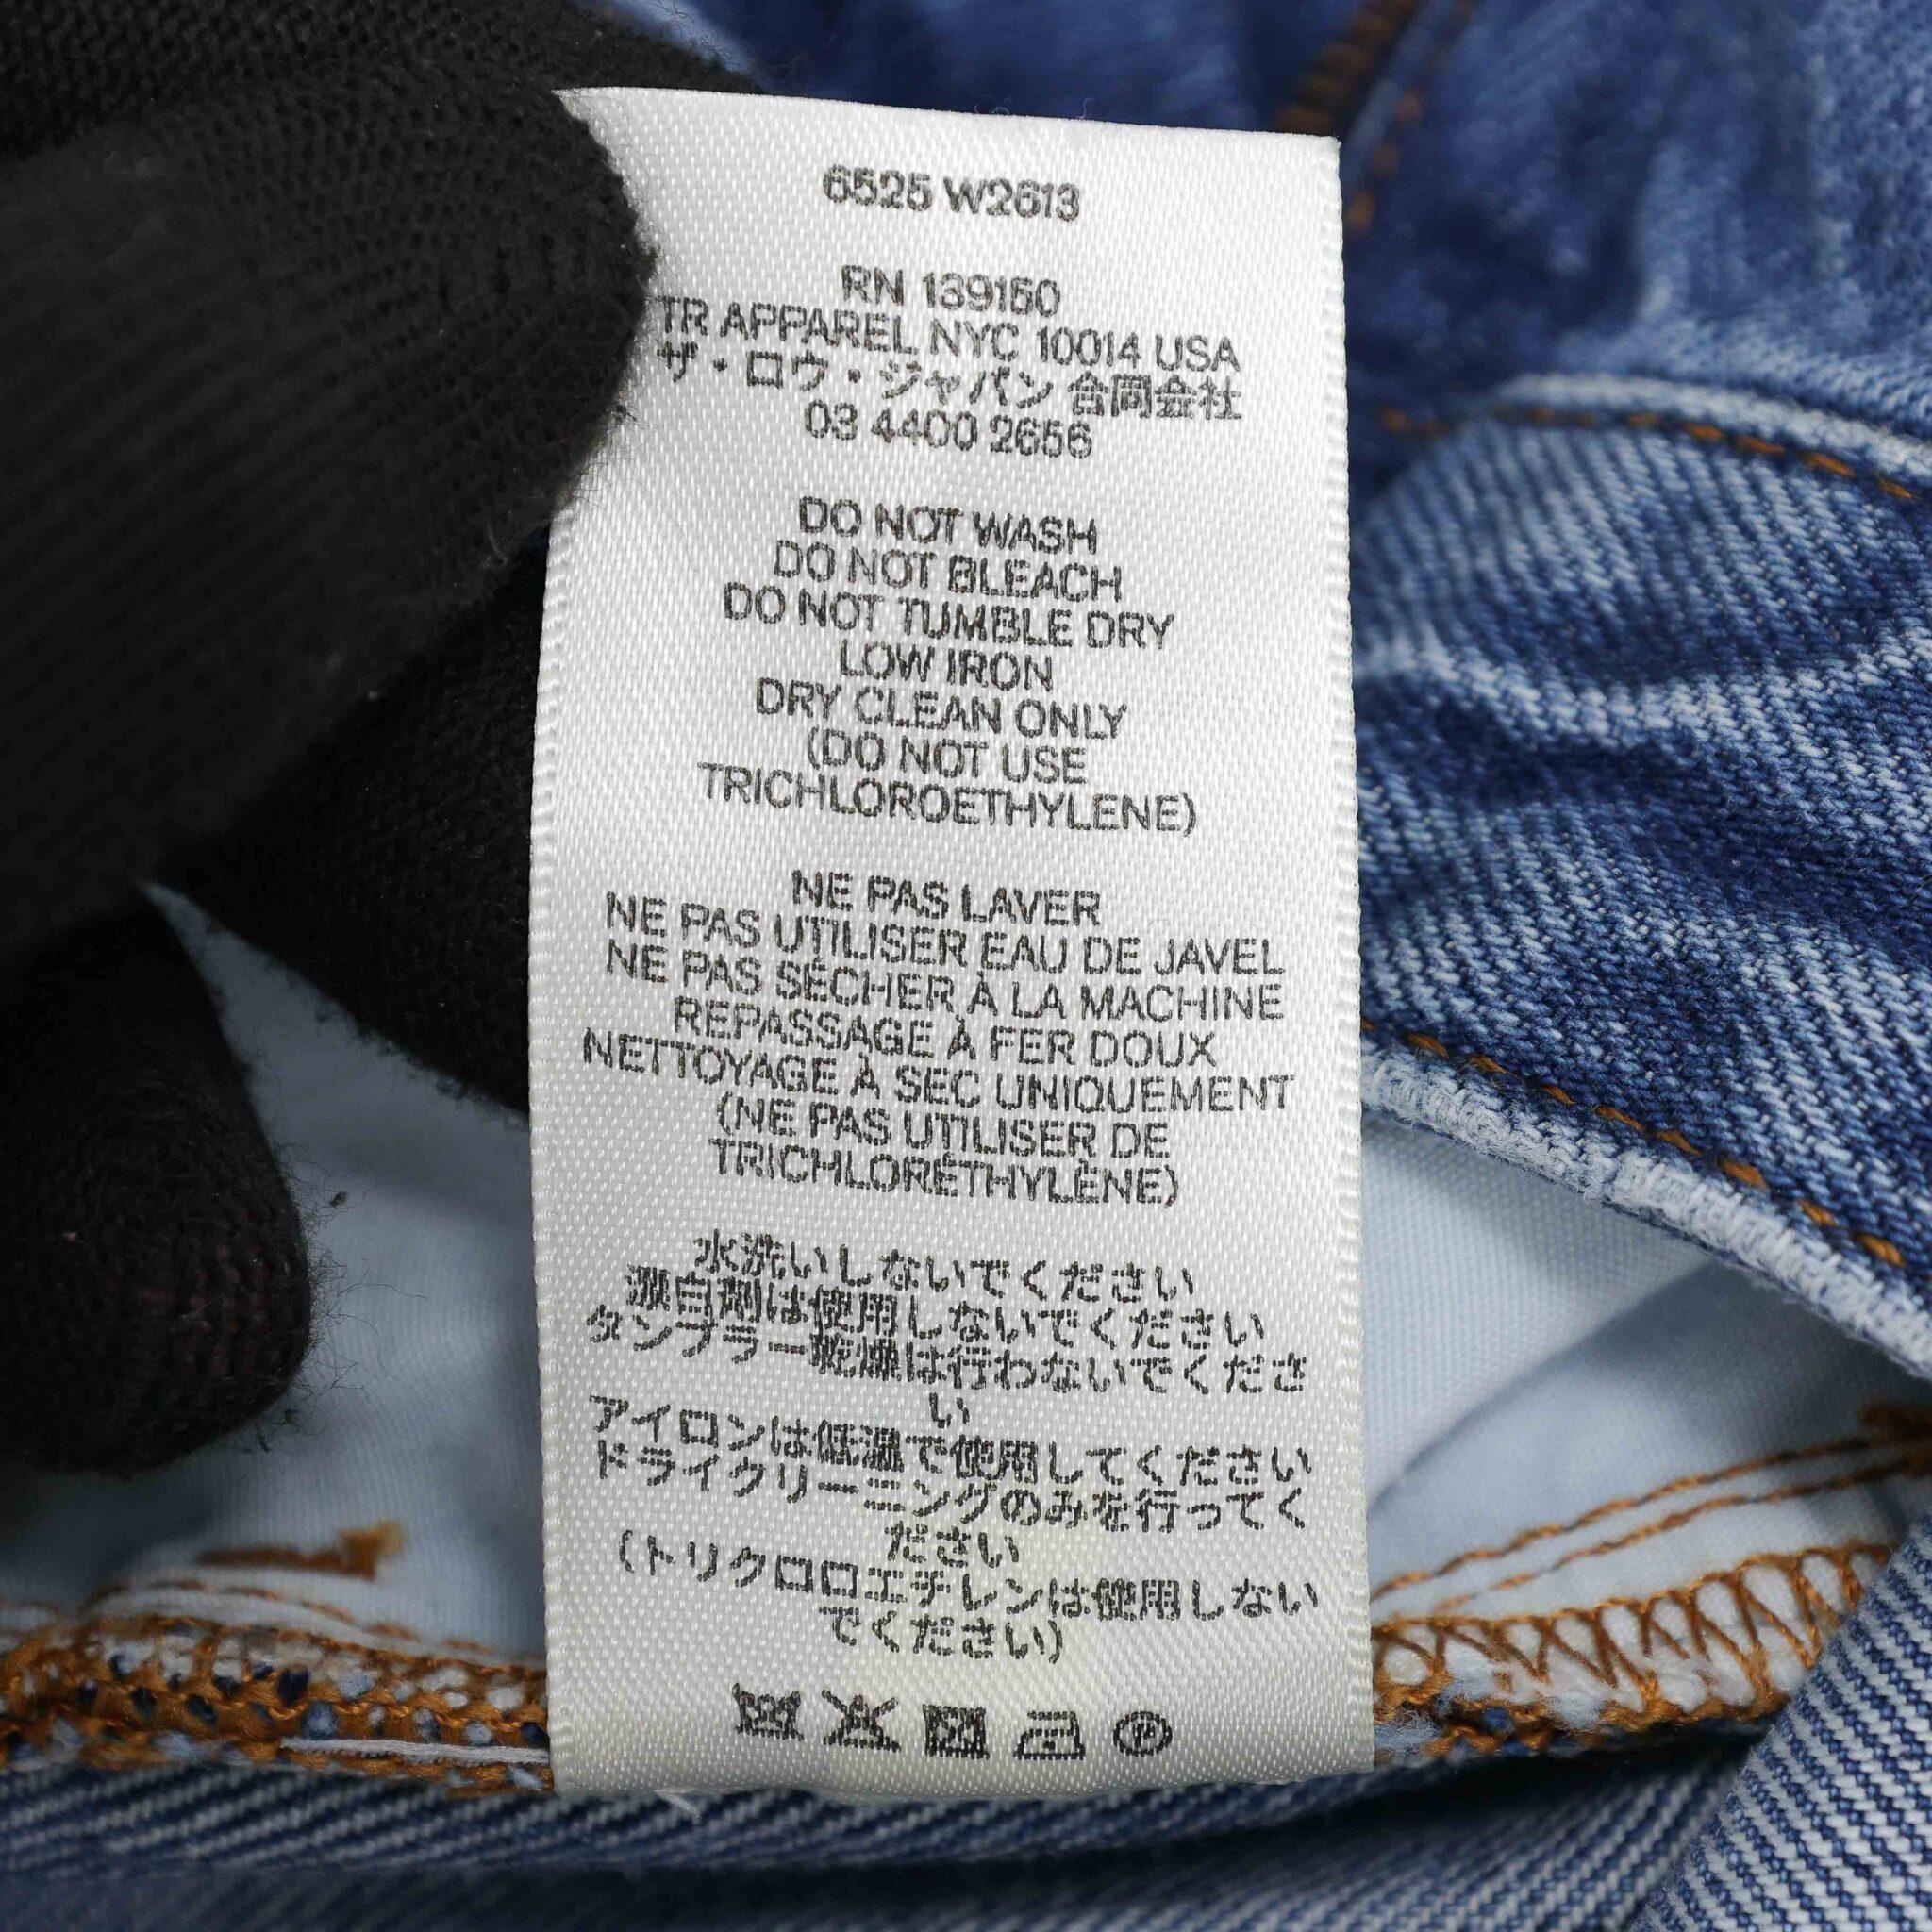 6525 W2613
RN 139150
TR APPAREL NYC 10014 USA
ザ・ロウ・ジャパン 合同会社
03 4400 2656
DO NOT WASH
DO NOT BLEACH
DO NOT TUMBLE DRY
LOW IRON
DRY CLEAN ONLY
(DO NOT USE
TRICHLOROETHYLENE)
NE PAS LAVER
NE PAS UTILISER EAU DE JAVEL
NE PAS SÉCHER À LA MACHINE
REPASSAGE À FER DOUX
NETTOYAGE À SEC UNIQUEMENT
(NE PAS UTILISER DE
TRICHLORÉTHYLÈNE)
水洗いしないでください
漂白剤は使用しないでください
タンブラー乾燥は行わないでくださ
い
アイロンは低温で使用してください
ドライクリーニングのみを行ってく
ださい
(トリクロロエチレンは使用しない
でください)
P